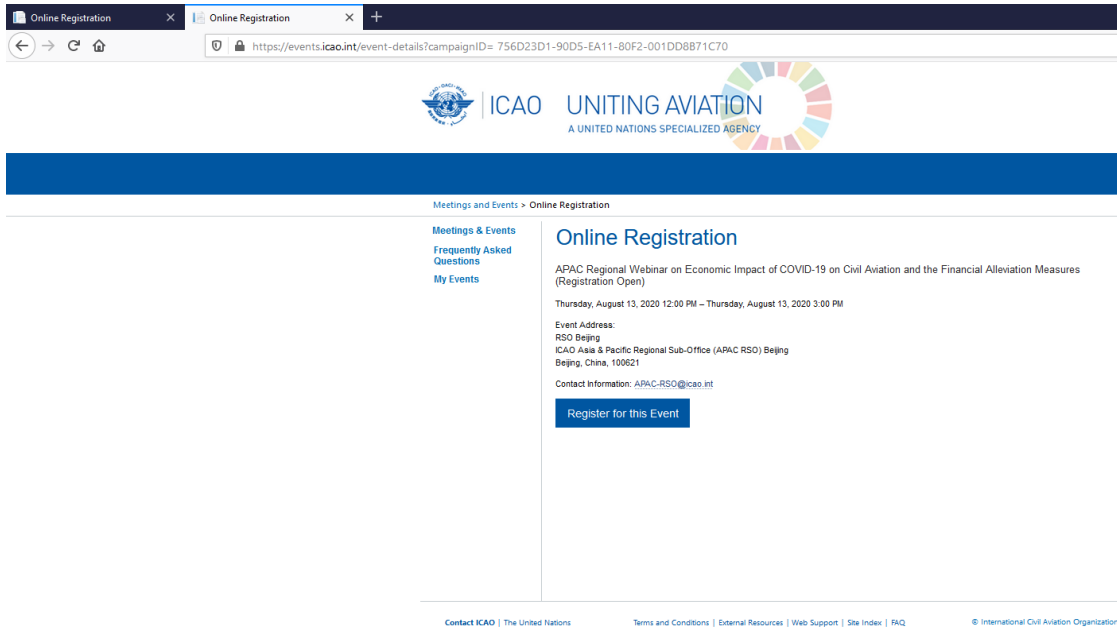 Online Registration
Online Registration
https://events.icao.int/event-details?campaignID= 756D23D1-90D5-EA11-80F2-001DD8B71C70
ICAO
UNITING AVIATION
A UNITED NATIONS SPECIALIZED AGENCY
Meetings and Events > Online Registration
Meetings & Events
Frequently Asked
Questions
My Events
Online Registration
APAC Regional Webinar on Economic Impact of COVID-19 on Civil Aviation and the Financial Alleviation Measures
(Registration Open)
Thursday, August 13, 2020 12:00 PM – Thursday, August 13, 2020 3:00 PM
Event Address:
RSO Beijing
ICAO Asia & Pacific Regional Sub-Office (APAC RSO) Beijing
Beijing, China, 100621
Contact Information: APAC-RSO@icao.int
Register for this Event
Contact ICAO | The United Nations
Terms and Conditions | External Resources | Web Support | Site Index | FAQ
© International Civil Aviation Organization